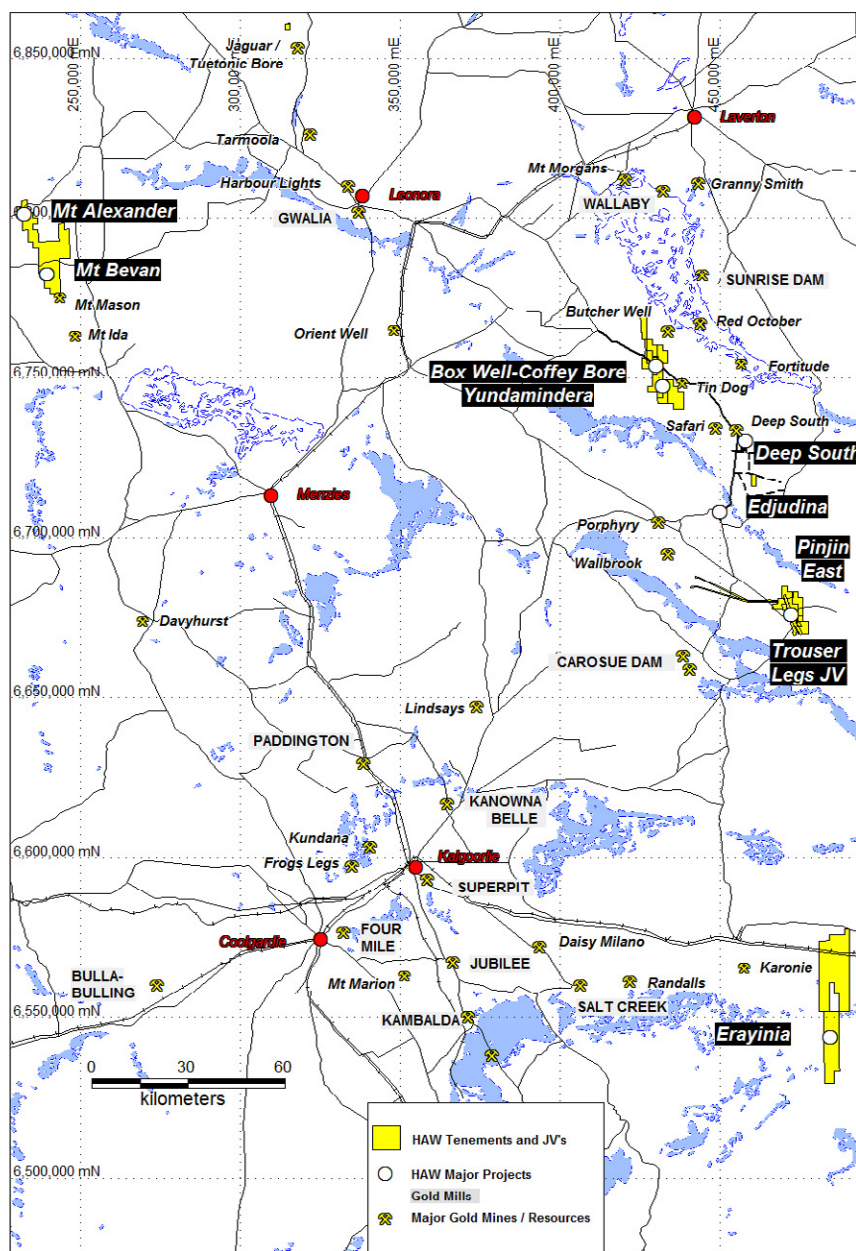 Jaguar /
Tuetonic Bore
6,850,000 mN
250,000 mE
300,000 mE
350,000 mE
400,000 mE
450,000 mE
Laverton
Tarmoola
Mt Morgans
Harbour Lights
Leonora
Granny Smith
WALLABY
6,800,000 mN
Mt Alexander
GWALIA
Mt Bevan
SUNRISE DAM
Mt Mason
Butcher Well
Red October
Mt Ida
Orient Well
Box Well-Coffey Bore
Yundamindera
Fortitude
6,750,000 mN
Tin Dog
Safari
Deep South
Deep South
Menzies
Edjudina
Porphyry
6,700,000 mN
Pinjin
East
Wallbrook
Davyhurst
Trouser
Legs JV
CAROSUE DAM
6,650,000 mN
Lindsays
PADDINGTON
KANOWNA
BELLE
Kundana
6,600,000 mN
Frogs Legs
Kalgoorlie
SUPERPIT
Coolgardie
FOUR
MILE
Daisy Milano
JUBILEE
Karonie
BULLA-
BULLING
Mt Marion
Randalls
SALT CREEK
KAMBALDA
6,550,000 mN
Erayinia
0 30 60
kilometers
HAW Tenements and JV's
HAW Major Projects
6,500,000 mN
Gold Mills
Major Gold Mines / Resources